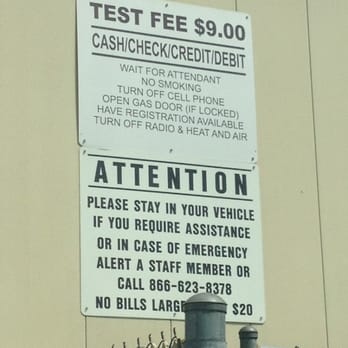 TEST FEE $9.00
CASH/CHECK/CREDIT/DEBIT
WAIT FOR ATTENDANT
NO SMOKING
TURN OFF CELL PHONE
OPEN GAS DOOR (IF LOCKED)
HAVE REGISTRATION AVAILABLE
TURN OFF RADIO & HEAT AND AIR
ATTENTION
PLEASE STAY IN YOUR VEHICLE
IF YOU REQUIRE ASSISTANCE
OR IN CASE OF EMERGENCY
ALERT A STAFF MEMBER OR
CALL 866-623-8378
NO BILLS $20